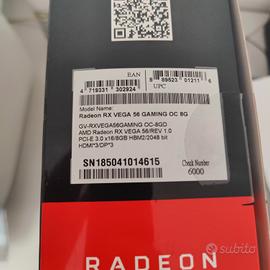 EAN
4 719331 302924
8 89523 01211 6
UPC
Model Name:
Radeon RX VEGA 56 GAMING OC 8G
GV-RXVEGA56GAMING OC-8GD
AMD Radeon RX VEGA 56/REV 1.0
PCI-E 3.0 x16/8GB HBM2/2048 bit
HDMI*3/DP*3
SN185041014615
Check Number
6000
RADEON
subito